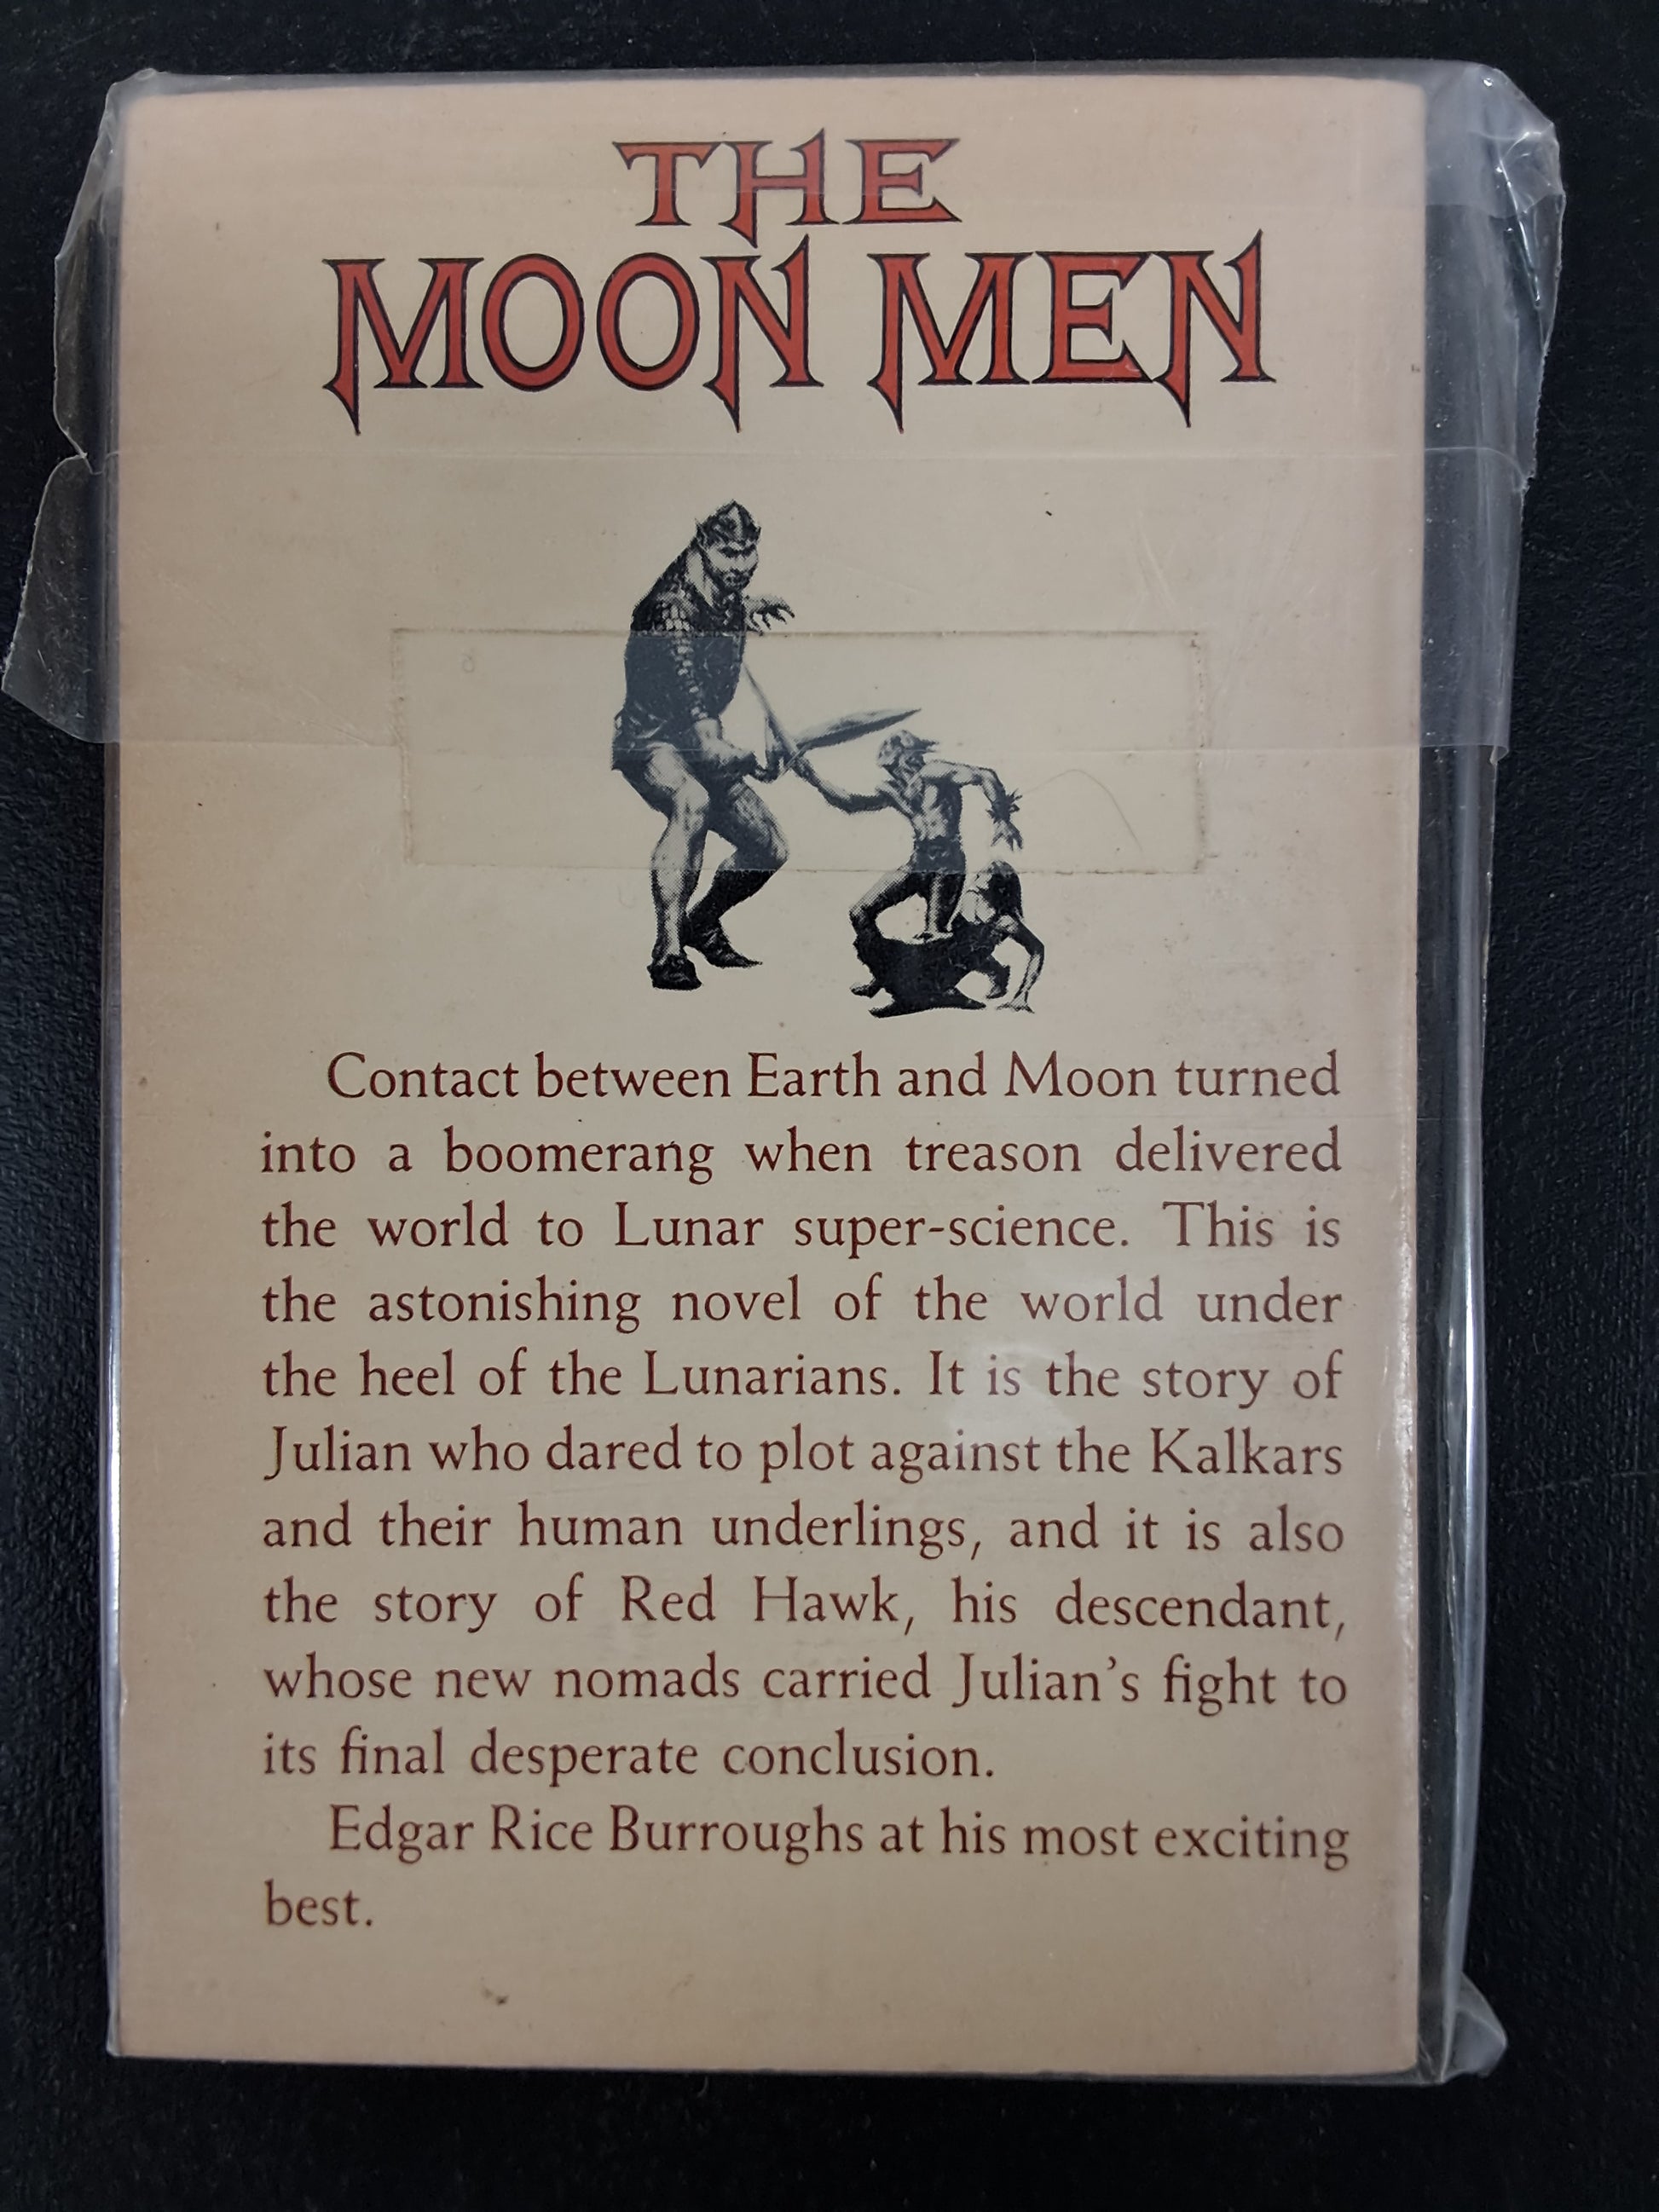 THE
MOON MEN
Contact between Earth and Moon turned
into a boomerang when treason delivered
the world to Lunar super-science. This is
the astonishing novel of the world under
the heel of the Lunarians. It is the story of
Julian who dared to plot against the Kalkars
and their human underlings, and it is also
the story of Red Hawk, his descendant,
whose new nomads carried Julian's fight to
its final desperate conclusion.
Edgar Rice Burroughs at his most exciting
best.